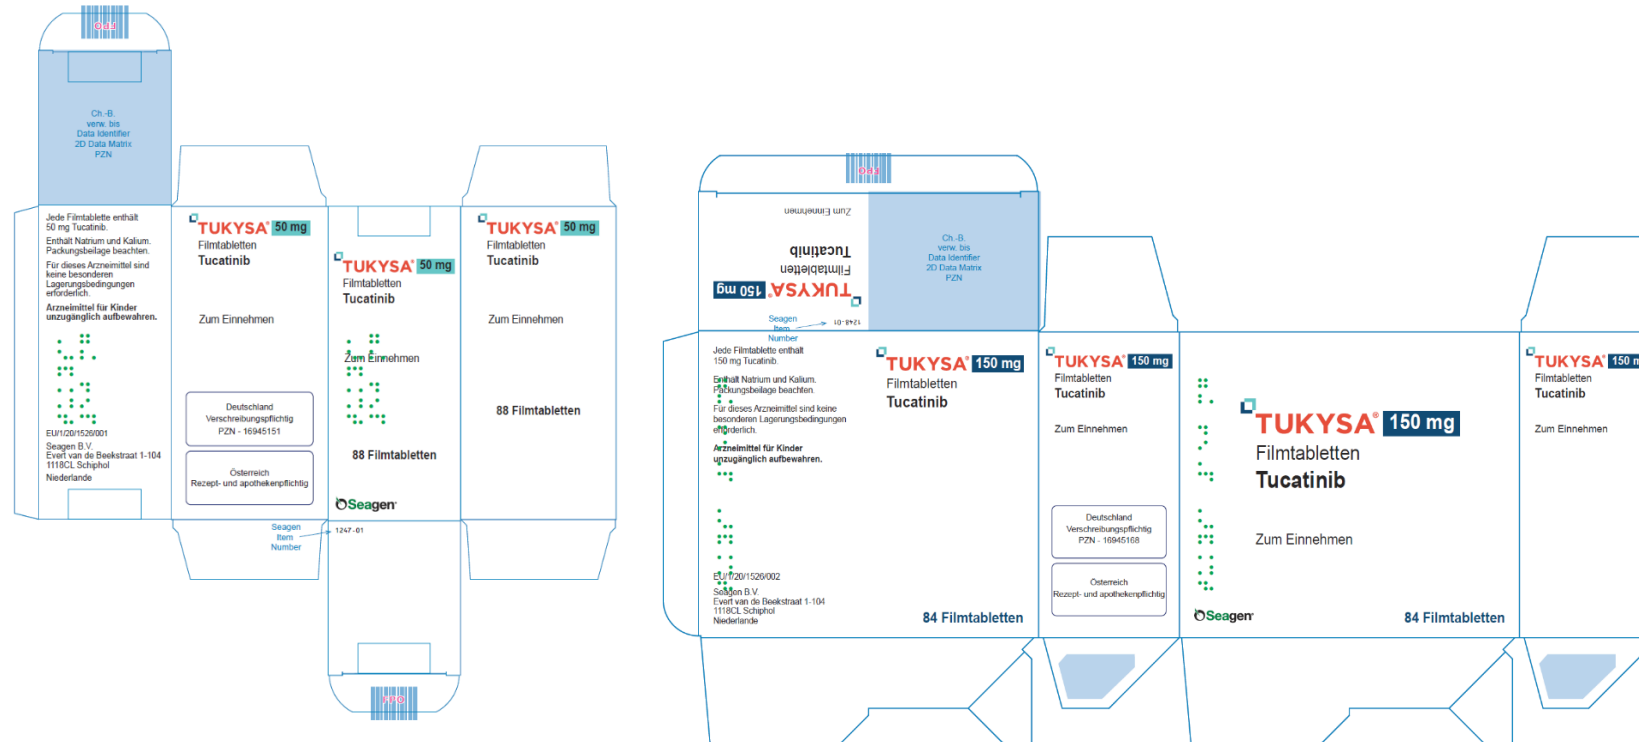 FPO
Ch.-B.
verw. bis
Data Identifier
2D Data Matrix
PZN
Jede Filmtablette enthält
50 mg Tucatinib.
Enthält Natrium und Kalium.
Packungsbeilage beachten.
Für dieses Arzneimittel sind
keine besonderen
Lagerungsbedingungen
erforderlich.
Arzneimittel für Kinder
unzugänglich aufbewahren.
EU/1/20/1526/001
Seagen B.V.
Evert van de Beekstraat 1-104
1118CL Schiphol
Niederlande
TUKYSA® 50 mg
Filmtabletten
Tucatinib
Zum Einnehmen
Deutschland
Verschreibungspflichtig
PZN - 16945151
Österreich
Rezept- und apothekenpflichtig
Seagen
Item
Number
TUKYSA® 50 mg
Filmtabletten
Tucatinib
Zum Einnehmen
88 Filmtabletten
Seagen®
1247-01
FPO
TUKYSA® 50 mg
Filmtabletten
Tucatinib
Zum Einnehmen
88 Filmtabletten
FPO
Zum Einnehmen
Tucatinib
Filmtabletten
TUKYSA® 150 mg
1248-01
Seagen
Item
Number
Ch.-B.
verw. bis
Data Identifier
2D Data Matrix
PZN
Jede Filmtablette enthält
150 mg Tucatinib.
Enthält Natrium und Kalium.
Packungsbeilage beachten.
Für dieses Arzneimittel sind keine
besonderen Lagerungsbedingungen
erforderlich.
Arzneimittel für Kinder
unzugänglich aufbewahren.
EU/1/20/1526/002
Seagen B.V.
Evert van de Beekstraat 1-104
1118CL Schiphol
Niederlande
TUKYSA® 150 mg
Filmtabletten
Tucatinib
84 Filmtabletten
TUKYSA® 150 mg
Filmtabletten
Tucatinib
Zum Einnehmen
Deutschland
Verschreibungspflichtig
PZN - 16945168
Österreich
Rezept- und apothekenpflichtig
TUKYSA® 150 mg
Filmtabletten
Tucatinib
Zum Einnehmen
Seagen®
84 Filmtabletten
TUKYSA® 150 m
Filmtabletten
Tucatinib
Zum Einnehmen